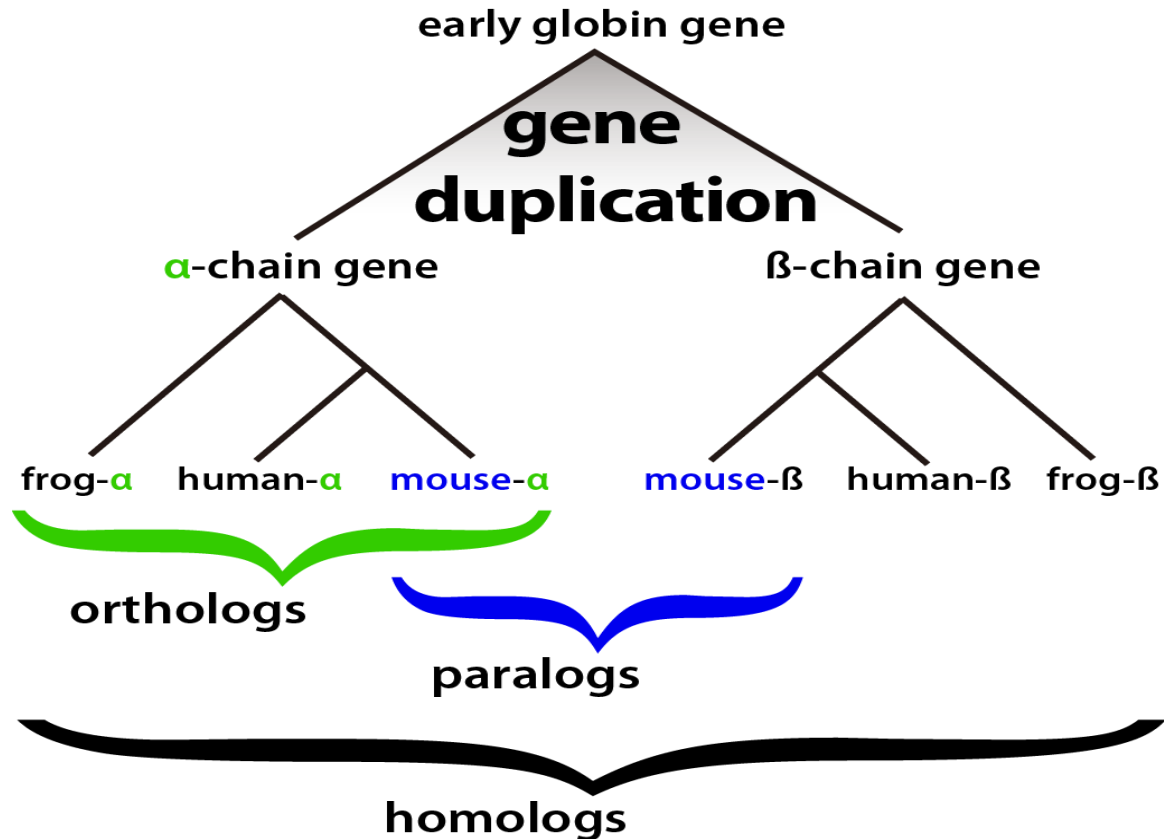 early globin gene
gene
duplication
α-chain gene
ß-chain gene
frog-α
human-α
mouse-α
mouse-ß
human-ß
frog-ß
orthologs
paralogs
homologs